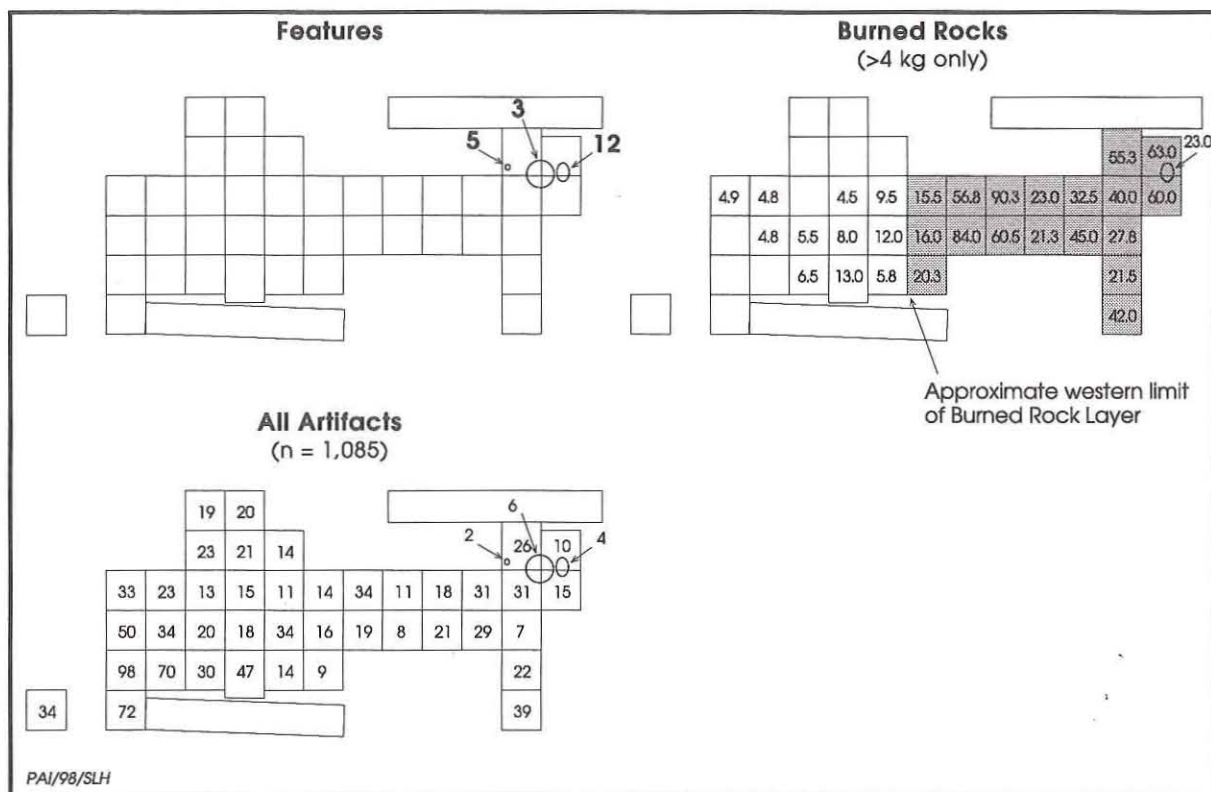 Features
3
5
12
Burned Rocks
(>4 kg only)
23.0
55.3 63.0
4.9 4.8 4.5 9.5 15.5 56.8 90.3 23.0 32.5 40.0 60.0
4.8 5.5 8.0 12.0 16.0 84.0 60.5 21.3 45.0 27.8
6.5 13.0 5.8 20.3 21.5
42.0
Approximate western limit
of Burned Rock Layer
All Artifacts
(n = 1,085)
19 20 6
23 21 14 2 26 10 4
33 23 13 15 11 14 34 11 18 31 31 15
50 34 20 18 34 16 19 8 21 29 7
98 70 30 47 14 9 22
34 72 39
PAI/98/SLH